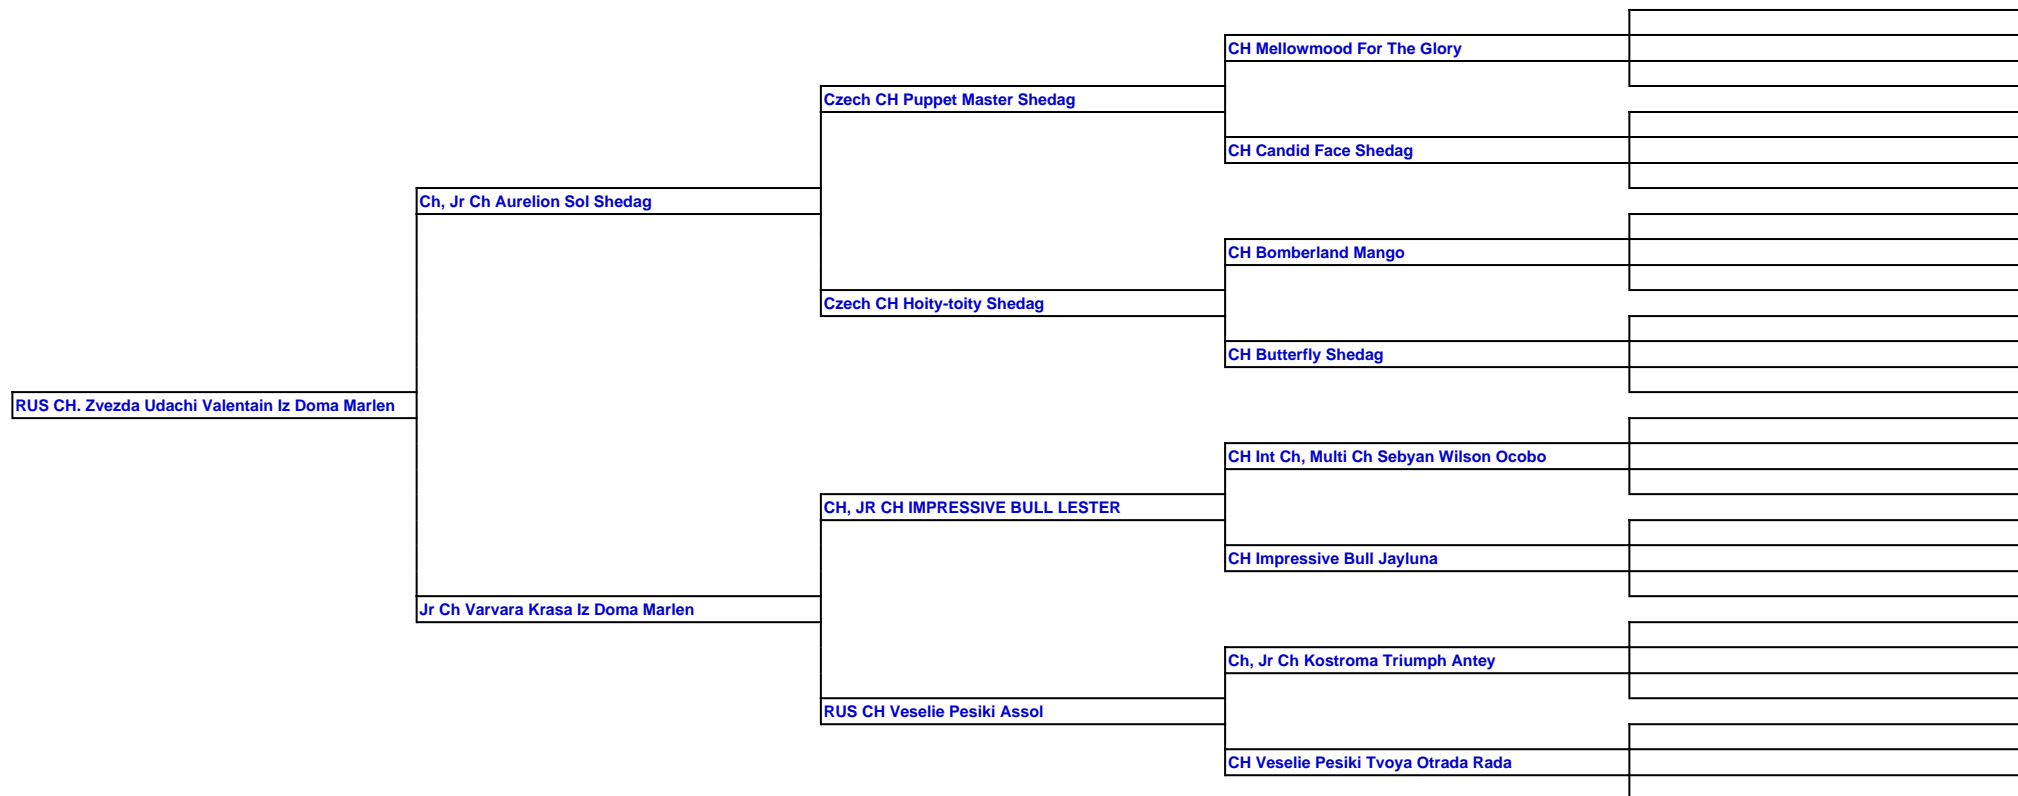 CH Mellowmood For The Glory
Czech CH Puppet Master Shedag
CH Candid Face Shedag
Ch, Jr Ch Aurelion Sol Shedag
CH Bomberland Mango
Czech CH Hoity-toity Shedag
CH Butterfly Shedag
RUS CH. Zvezda Udachi Valentain Iz Doma Marlen
CH Int Ch, Multi Ch Sebyan Wilson Ocobo
CH, JR CH IMPRESSIVE BULL LESTER
CH Impressive Bull Jayluna
Jr Ch Varvara Krasa Iz Doma Marlen
Ch, Jr Ch Kostroma Triumph Antey
RUS CH Veselie Pesiki Assol
CH Veselie Pesiki Tvoya Otrada Rada